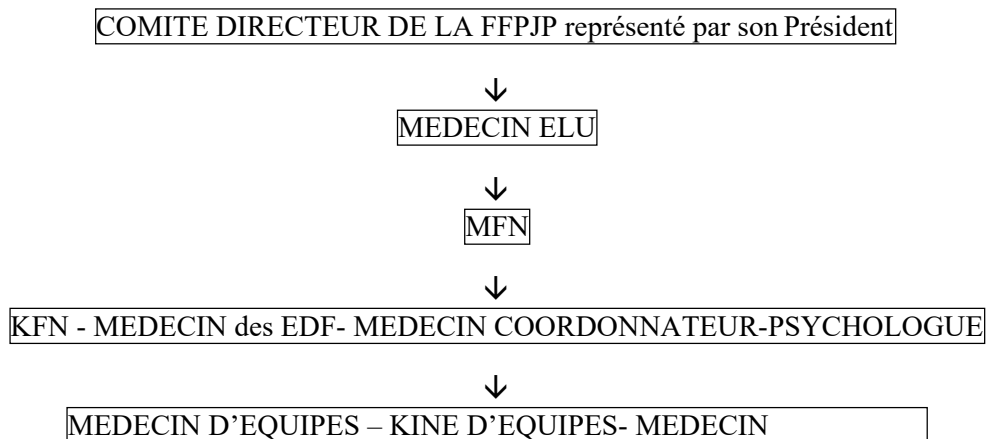 COMITE DIRECTEUR DE LA FFPJP représenté par son Président
MEDECIN ELU
MFN
KFN - MEDECIN des EDF- MEDECIN COORDONNATEUR-PSYCHOLOGUE
MEDECIN D’EQUIPES – KINE D’EQUIPES- MEDECIN